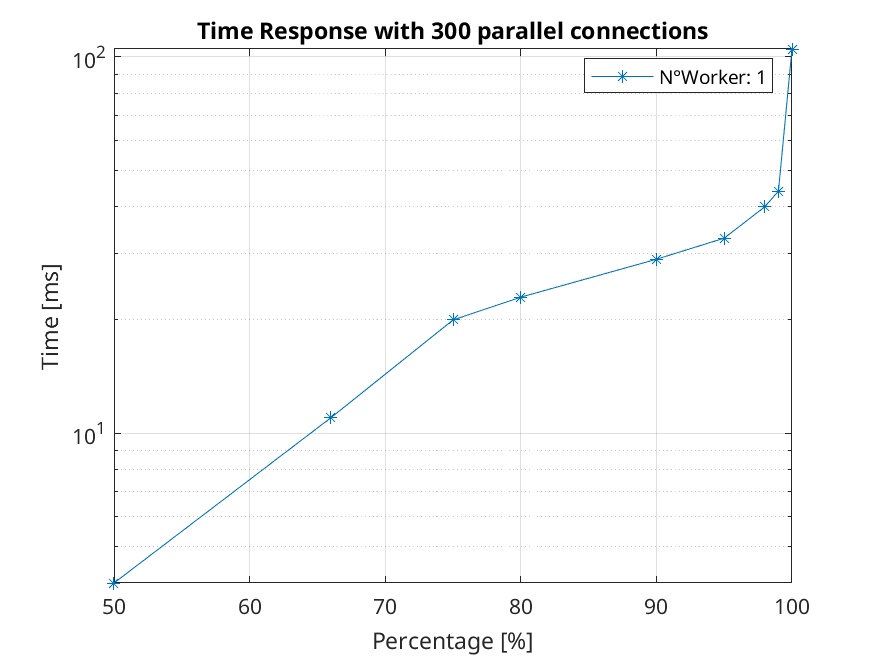 Time Response with 300 parallel connections
N°Worker: 1
10²
10¹
Time [ms]
50 60 70 80 90 100
Percentage [%]